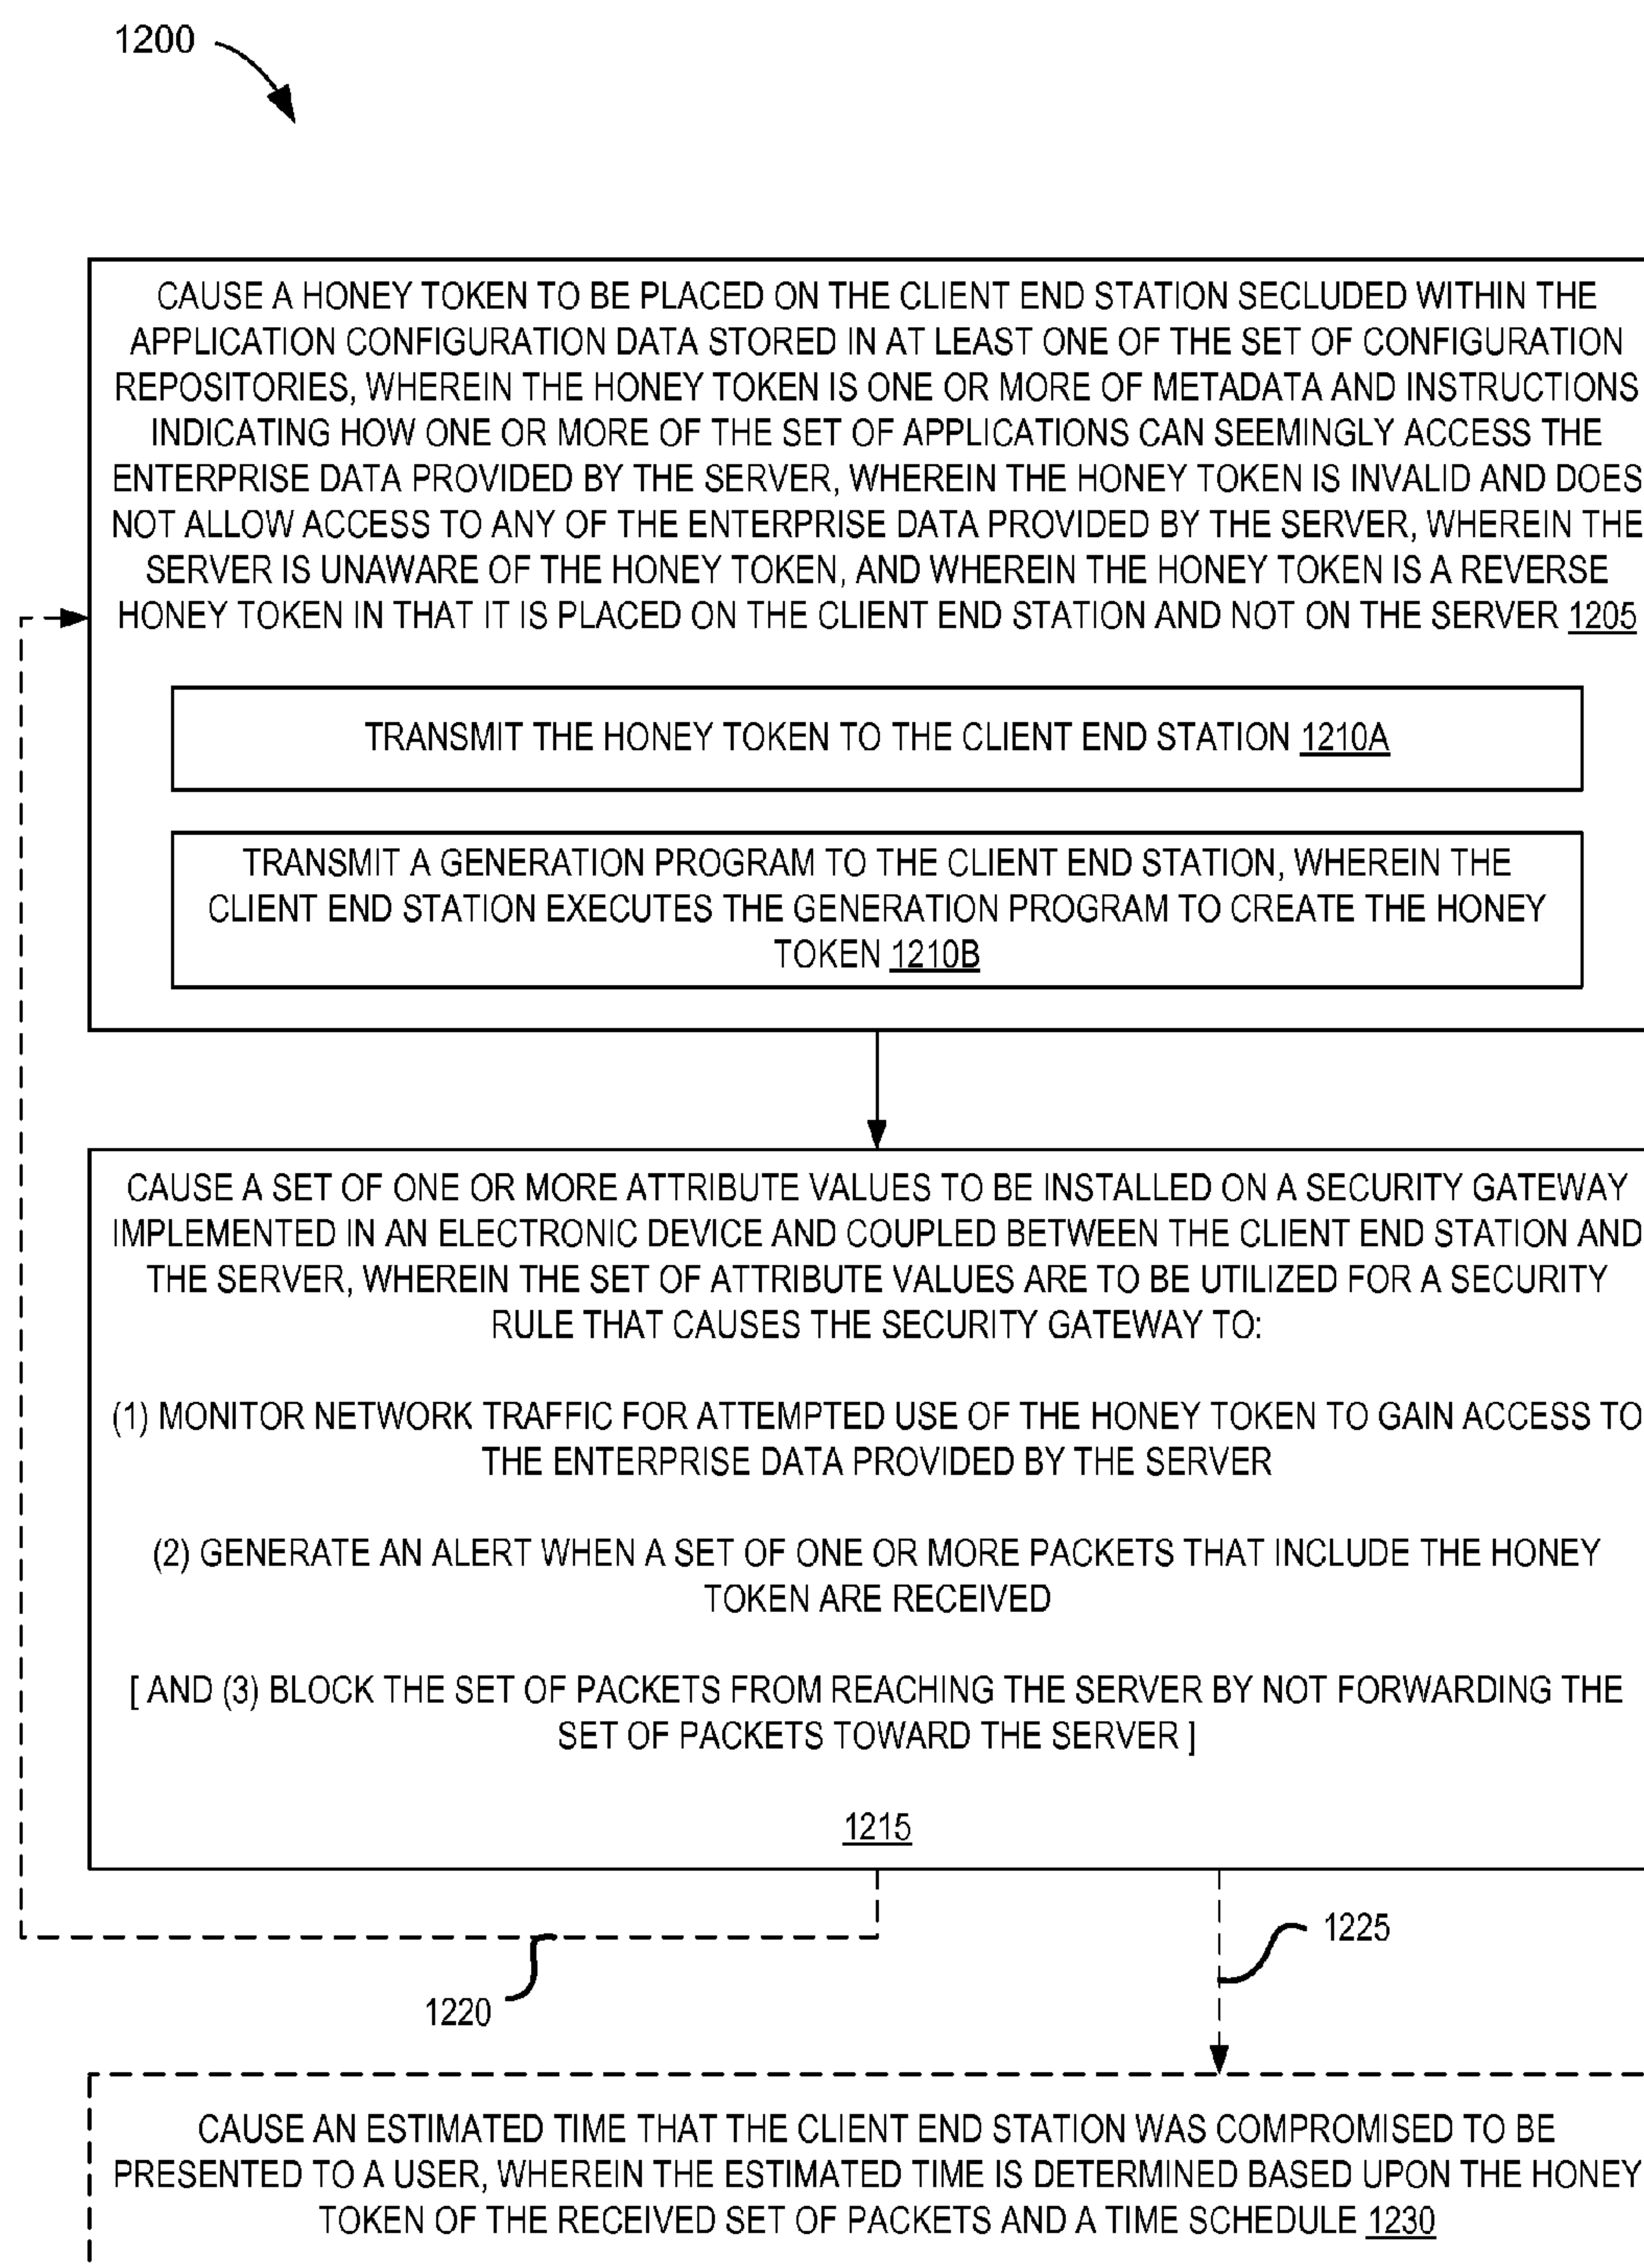 1200
CAUSE A HONEY TOKEN TO BE PLACED ON THE CLIENT END STATION SECLUDED WITHIN THE
APPLICATION CONFIGURATION DATA STORED IN AT LEAST ONE OF THE SET OF CONFIGURATION
REPOSITORIES, WHEREIN THE HONEY TOKEN IS ONE OR MORE OF METADATA AND INSTRUCTIONS
INDICATING HOW ONE OR MORE OF THE SET OF APPLICATIONS CAN SEEMINGLY ACCESS THE
ENTERPRISE DATA PROVIDED BY THE SERVER, WHEREIN THE HONEY TOKEN IS INVALID AND DOES
NOT ALLOW ACCESS TO ANY OF THE ENTERPRISE DATA PROVIDED BY THE SERVER, WHEREIN THE
SERVER IS UNAWARE OF THE HONEY TOKEN, AND WHEREIN THE HONEY TOKEN IS A REVERSE
HONEY TOKEN IN THAT IT IS PLACED ON THE CLIENT END STATION AND NOT ON THE SERVER 1205
TRANSMIT THE HONEY TOKEN TO THE CLIENT END STATION 1210A
TRANSMIT A GENERATION PROGRAM TO THE CLIENT END STATION, WHEREIN THE
CLIENT END STATION EXECUTES THE GENERATION PROGRAM TO CREATE THE HONEY
TOKEN 1210B
CAUSE A SET OF ONE OR MORE ATTRIBUTE VALUES TO BE INSTALLED ON A SECURITY GATEWAY
IMPLEMENTED IN AN ELECTRONIC DEVICE AND COUPLED BETWEEN THE CLIENT END STATION AND
THE SERVER, WHEREIN THE SET OF ATTRIBUTE VALUES ARE TO BE UTILIZED FOR A SECURITY
RULE THAT CAUSES THE SECURITY GATEWAY TO:
(1) MONITOR NETWORK TRAFFIC FOR ATTEMPTED USE OF THE HONEY TOKEN TO GAIN ACCESS TO
THE ENTERPRISE DATA PROVIDED BY THE SERVER
(2) GENERATE AN ALERT WHEN A SET OF ONE OR MORE PACKETS THAT INCLUDE THE HONEY
TOKEN ARE RECEIVED
[ AND (3) BLOCK THE SET OF PACKETS FROM REACHING THE SERVER BY NOT FORWARDING THE
SET OF PACKETS TOWARD THE SERVER ]
1215
1225
1220
CAUSE AN ESTIMATED TIME THAT THE CLIENT END STATION WAS COMPROMISED TO BE
PRESENTED TO A USER, WHEREIN THE ESTIMATED TIME IS DETERMINED BASED UPON THE HONEY
TOKEN OF THE RECEIVED SET OF PACKETS AND A TIME SCHEDULE 1230